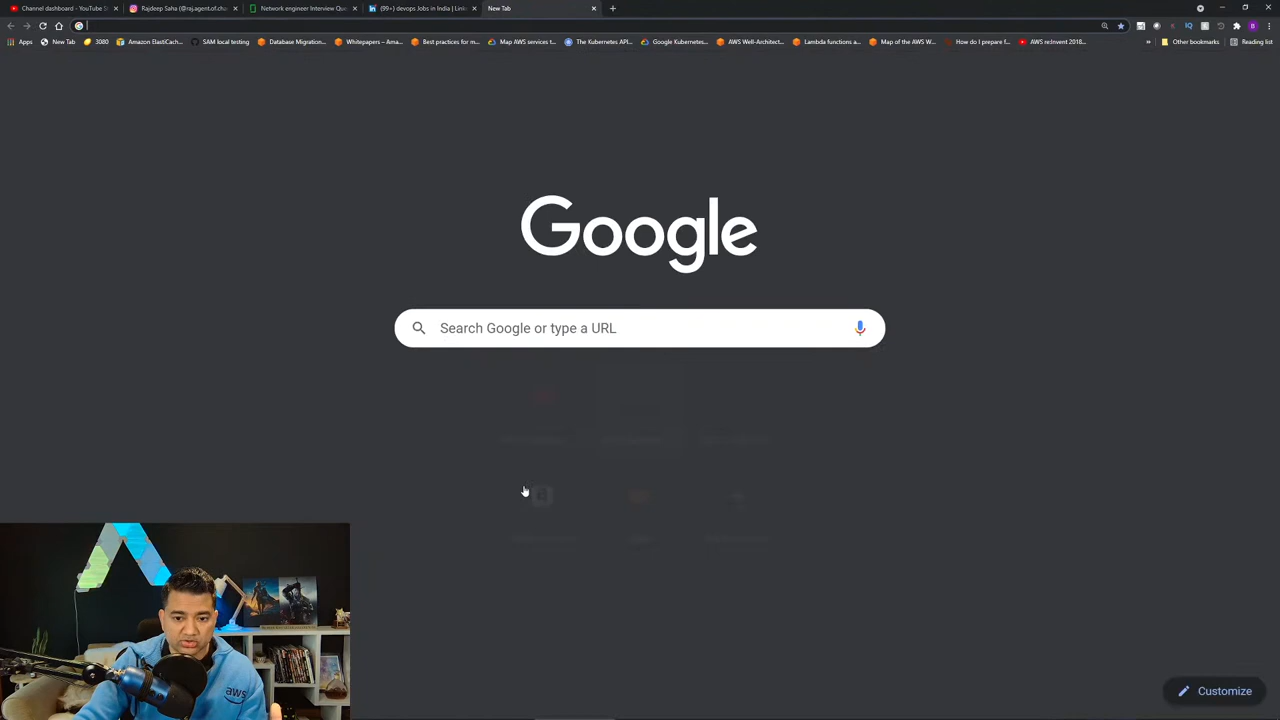 Channel dashboard - YouTube St
Rajdeep Saha (@raj.agent.of.cha
Network engineer Interview Que
(99+) devops Jobs in India | Link
New Tab
Apps
New Tab
3080
Amazon ElastiCach...
SAM local testing
Database Migration...
Whitepapers – Ama...
Best practices for m...
Map AWS services t...
The Kubernetes API...
Google Kubernetes...
AWS Well-Architect...
Lambda functions a...
Map of the AWS W...
How do I prepare f...
AWS re:Invent 2018...
»
Other bookmarks
Reading list
Google
Search Google or type a URL
aws
Customize